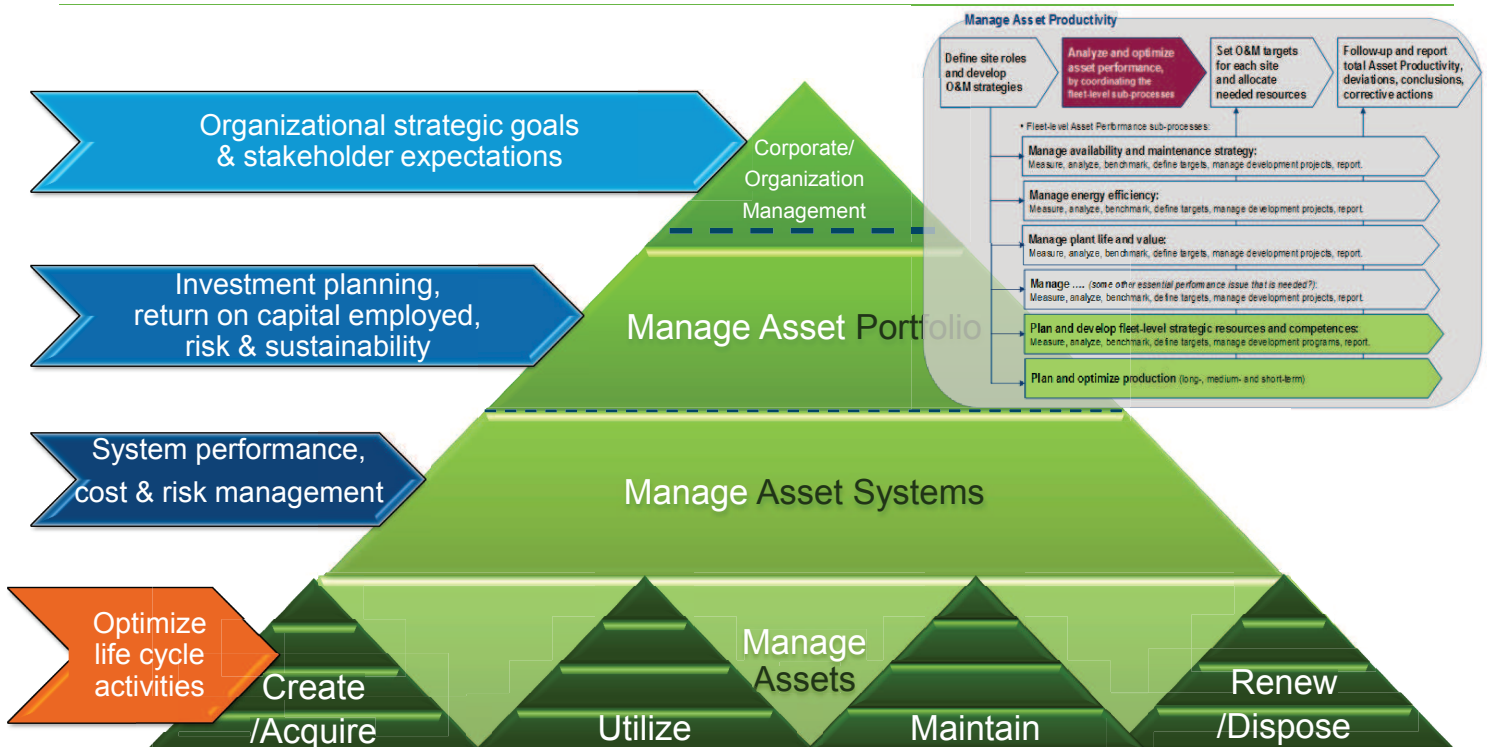 Manage Asset Productivity
Define site roles
and develop
O&M strategies
Analyze and optimize
asset performance,
by coordinating the
fleet-level sub-processes
Set O&M targets
for each site
and allocate
needed resources
Follow-up and report
total Asset Productivity,
deviations, conclusions,
corrective actions
• Fleet-level Asset Performance sub-processes:
Manage availability and maintenance strategy:
Measure, analyze, benchmark, define targets, manage development projects, report.
Manage energy efficiency:
Measure, analyze, benchmark, define targets, manage development projects, report.
Manage plant life and value:
Measure, analyze, benchmark, define targets, manage development projects, report.
Manage .... (some other essential performance issue that is needed?):
Measure, analyze, benchmark, define targets, manage development projects, report.
Plan and develop fleet-level strategic resources and competences:
Measure, analyze, benchmark, define targets, manage development programs, report.
Plan and optimize production (long-, medium- and short-term)
Organizational strategic goals
& stakeholder expectations
Corporate/
Organization
Management
Investment planning,
return on capital employed,
risk & sustainability
Manage Asset Portfolio
System performance,
cost & risk management
Manage Asset Systems
Optimize
life cycle
activities
Manage
Assets
Create
/Acquire
Utilize
Maintain
Renew
/Dispose